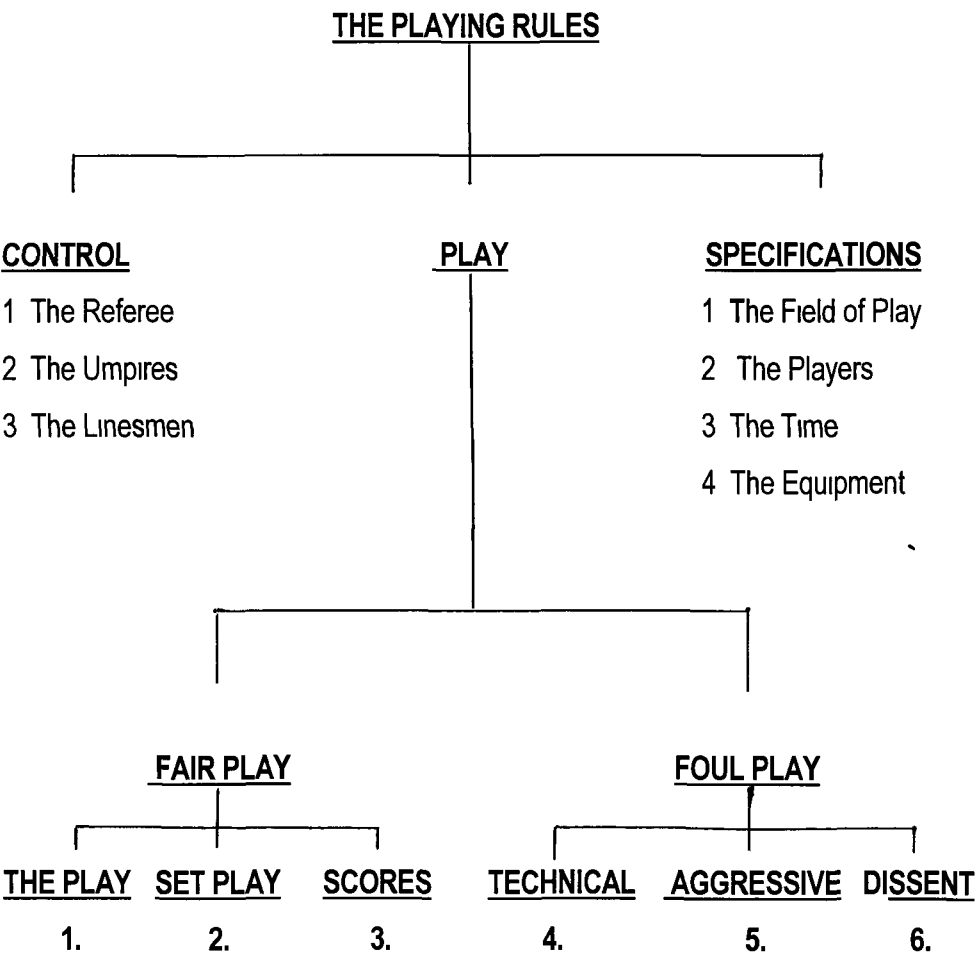 THE PLAYING RULES
CONTROL
1 The Referee
2 The Umpires
3 The Linesmen
PLAY
SPECIFICATIONS
1 The Field of Play
2 The Players
3 The Time
4 The Equipment
FAIR PLAY
FOUL PLAY
THE PLAY SET PLAY SCORES TECHNICAL AGGRESSIVE DISSENT
1. 2. 3. 4. 5. 6.